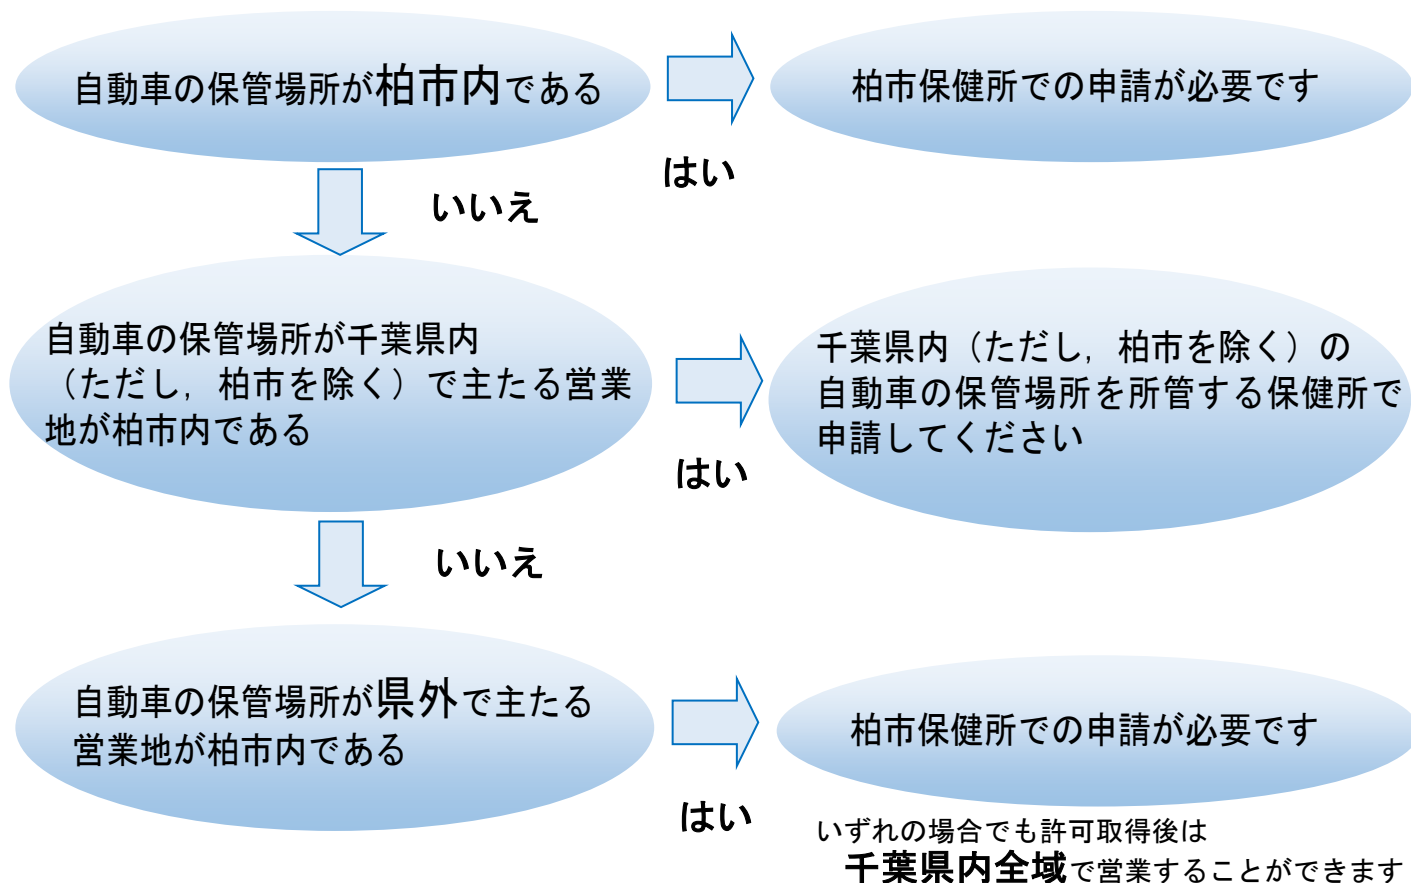 自動車の保管場所が柏市内である
柏市保健所での申請が必要です
はい
いいえ
自動車の保管場所が千葉県内
（ただし，柏市を除く）で主たる営業
地が柏市内である
千葉県内（ただし，柏市を除く）の
自動車の保管場所を所管する保健所で
申請してください
はい
いいえ
自動車の保管場所が県外で主たる
営業地が柏市内である
柏市保健所での申請が必要です
はい
いずれの場合でも許可取得後は
千葉県内全域で営業することができます